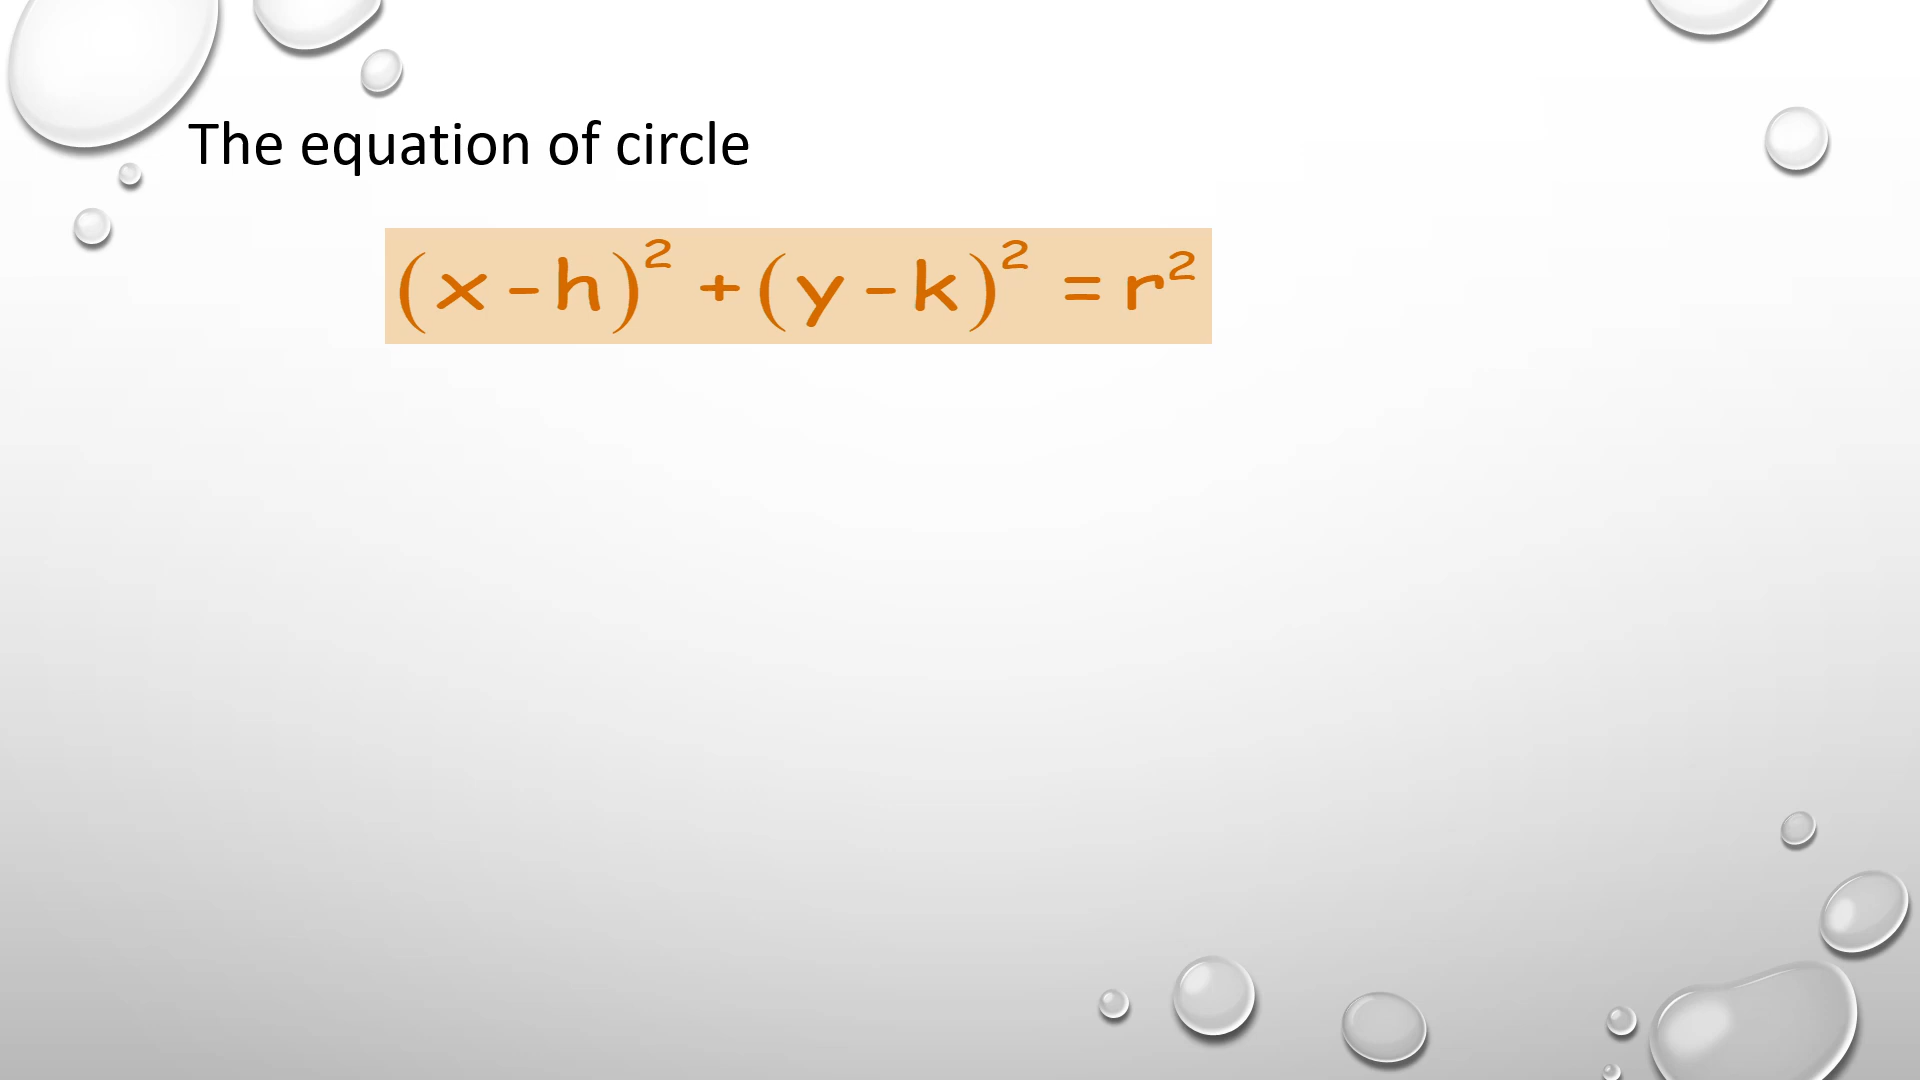 The equation of circle
(x - h)² + (y - k)² = r²